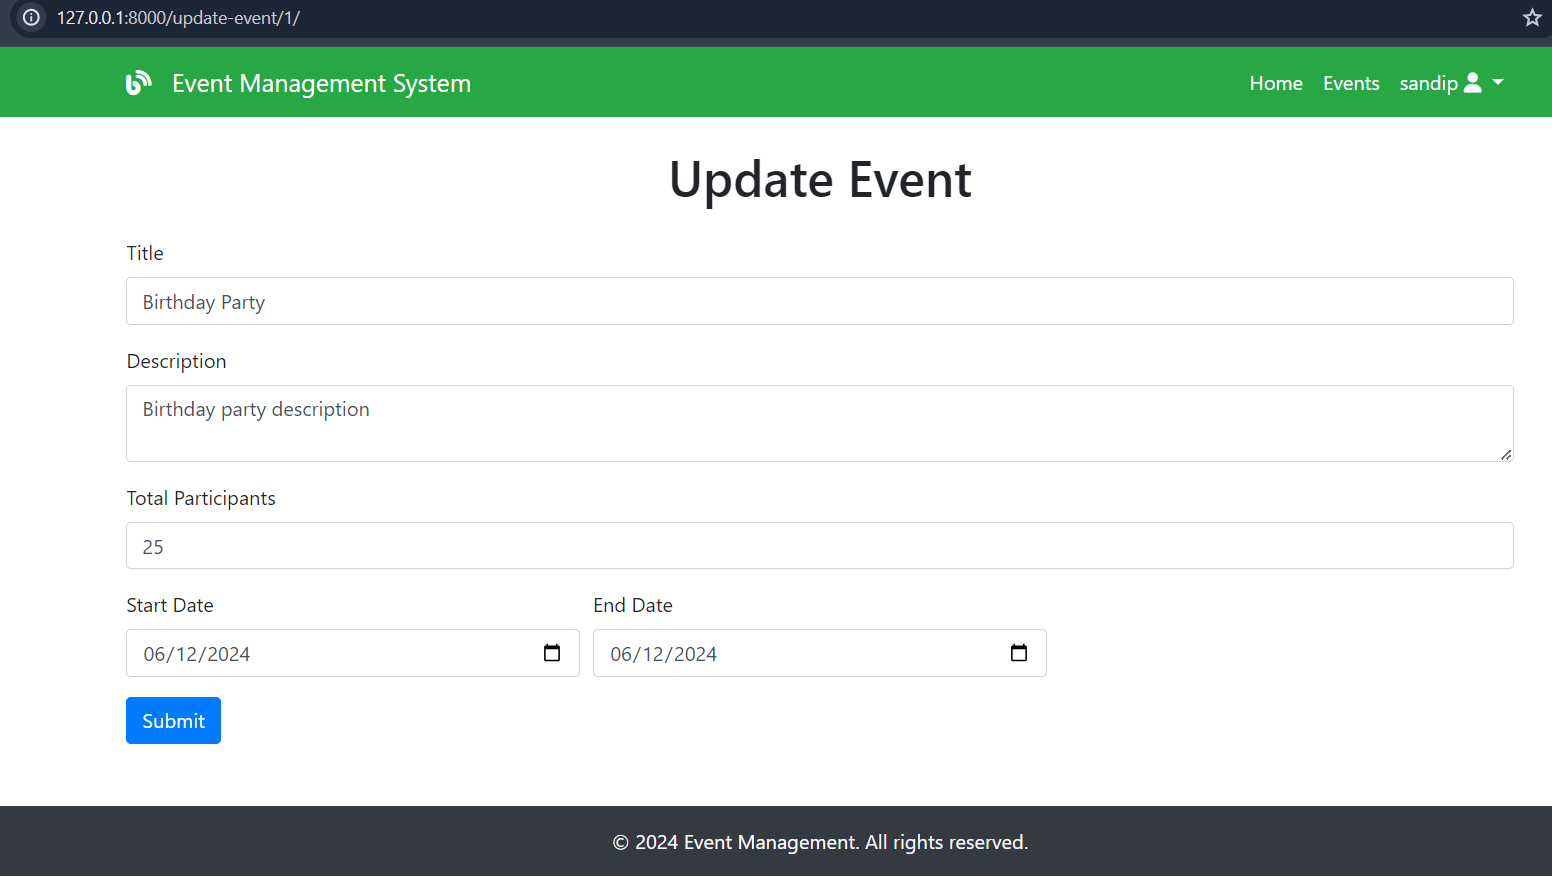 127.0.0.1:8000/update-event/1/
Event Management System Home Events sandip
Update Event
Title
Birthday Party
Description
Birthday party description
Total Participants
25
Start Date End Date
06/12/2024 06/12/2024
Submit
© 2024 Event Management. All rights reserved.